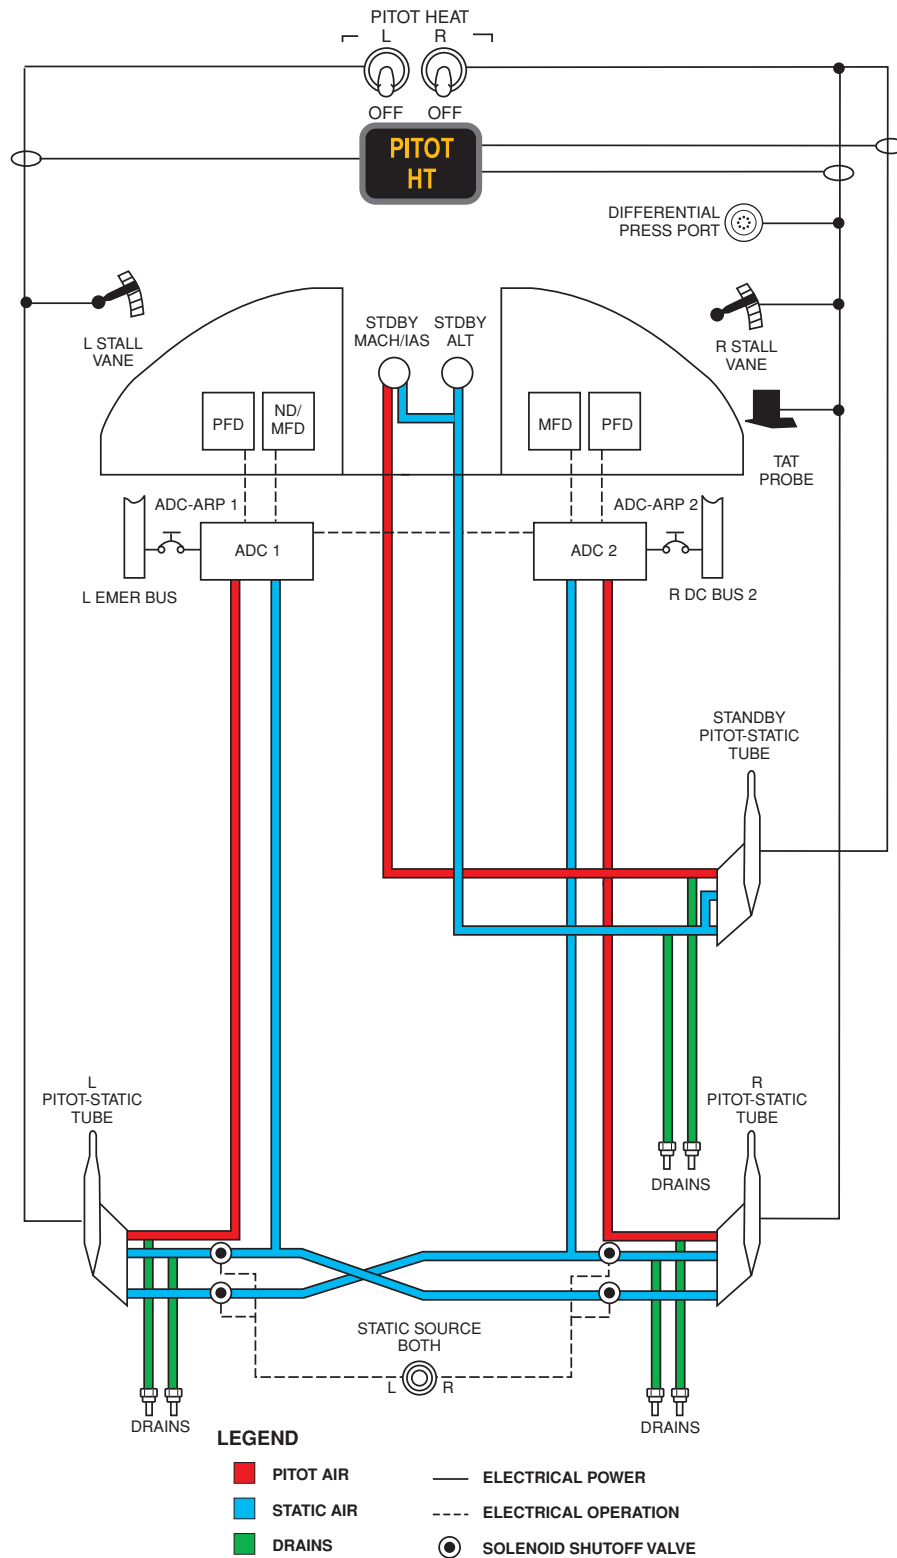 PITOT HEAT
L R
OFF OFF
PITOT
HT
DIFFERENTIAL
PRESS PORT
L STALL
VANE
STDBY
MACH/IAS
STDBY
ALT
R STALL
VANE
PFD
ND/
MFD
MFD
PFD
TAT
PROBE
ADC-ARP 1
ADC-ARP 2
ADC 1
ADC 2
L EMER BUS
R DC BUS 2
STANDBY
PITOT-STATIC
TUBE
L
PITOT-STATIC
TUBE
R
PITOT-STATIC
TUBE
DRAINS
STATIC SOURCE
BOTH
L R
DRAINS
DRAINS
LEGEND
PITOT AIR
STATIC AIR
DRAINS
ELECTRICAL POWER
ELECTRICAL OPERATION
SOLENOID SHUTOFF VALVE